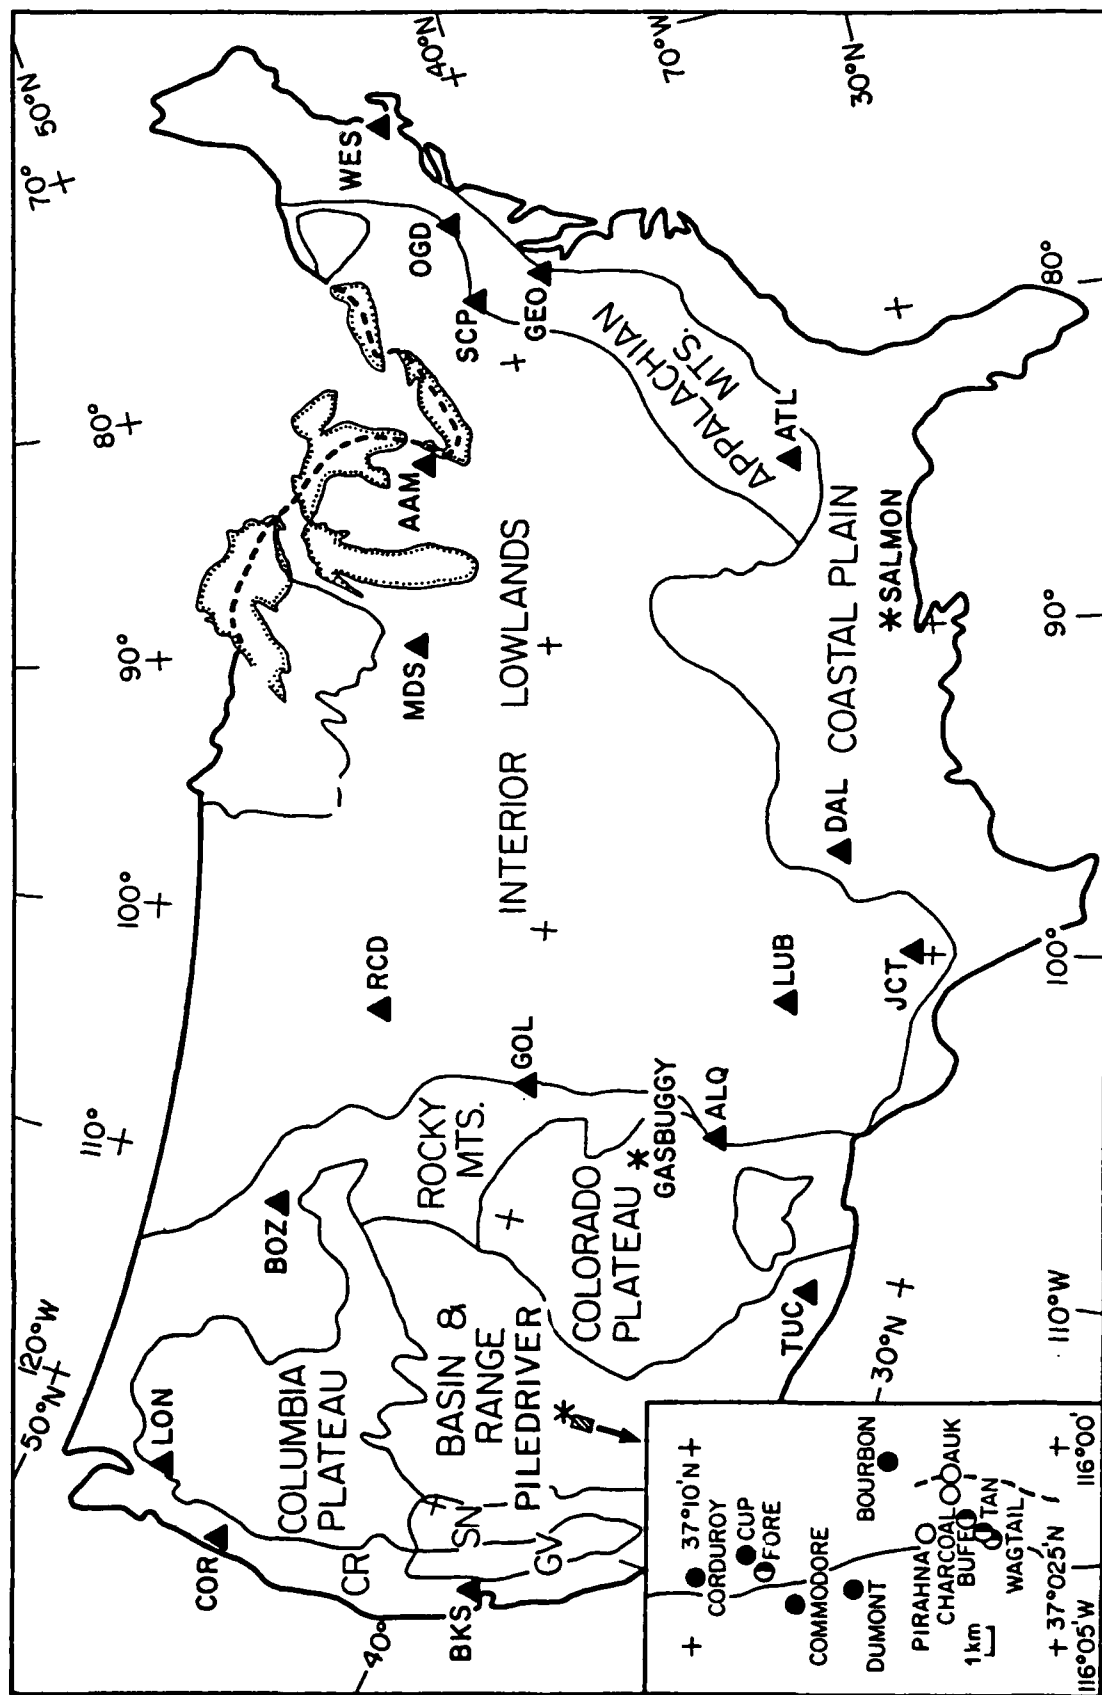 50°N
120°W
110°
100°
90°
80°
70°
50°N
LON
COR
COLUMBIA
PLATEAU
BOZ
RCD
MDS
AAM
OGD
WES
SCP
GEO
40°N
40°
CR
SN
GV
BKS
BASIN &
RANGE
PILEDRIVER
ROCKY
MTS.
GOL
INTERIOR LOWLANDS
APPALACHIAN
MTS.
70°W
COLORADO
PLATEAU
GASBUGGY
ALQ
LUB
ATL
TUC
JCT
DAL
COASTAL PLAIN
SALMON
30°N
30°N
110°W
100°
90°
80°
37°10'N
CORDUROY
CUP
FORE
COMMODORE
BOURBON
DUMONT
PIRAHNA
CHARCOAL
AUK
BUFF
TAN
WAGTAIL
1 km
37°02.5'N
116°05'W
116°00'